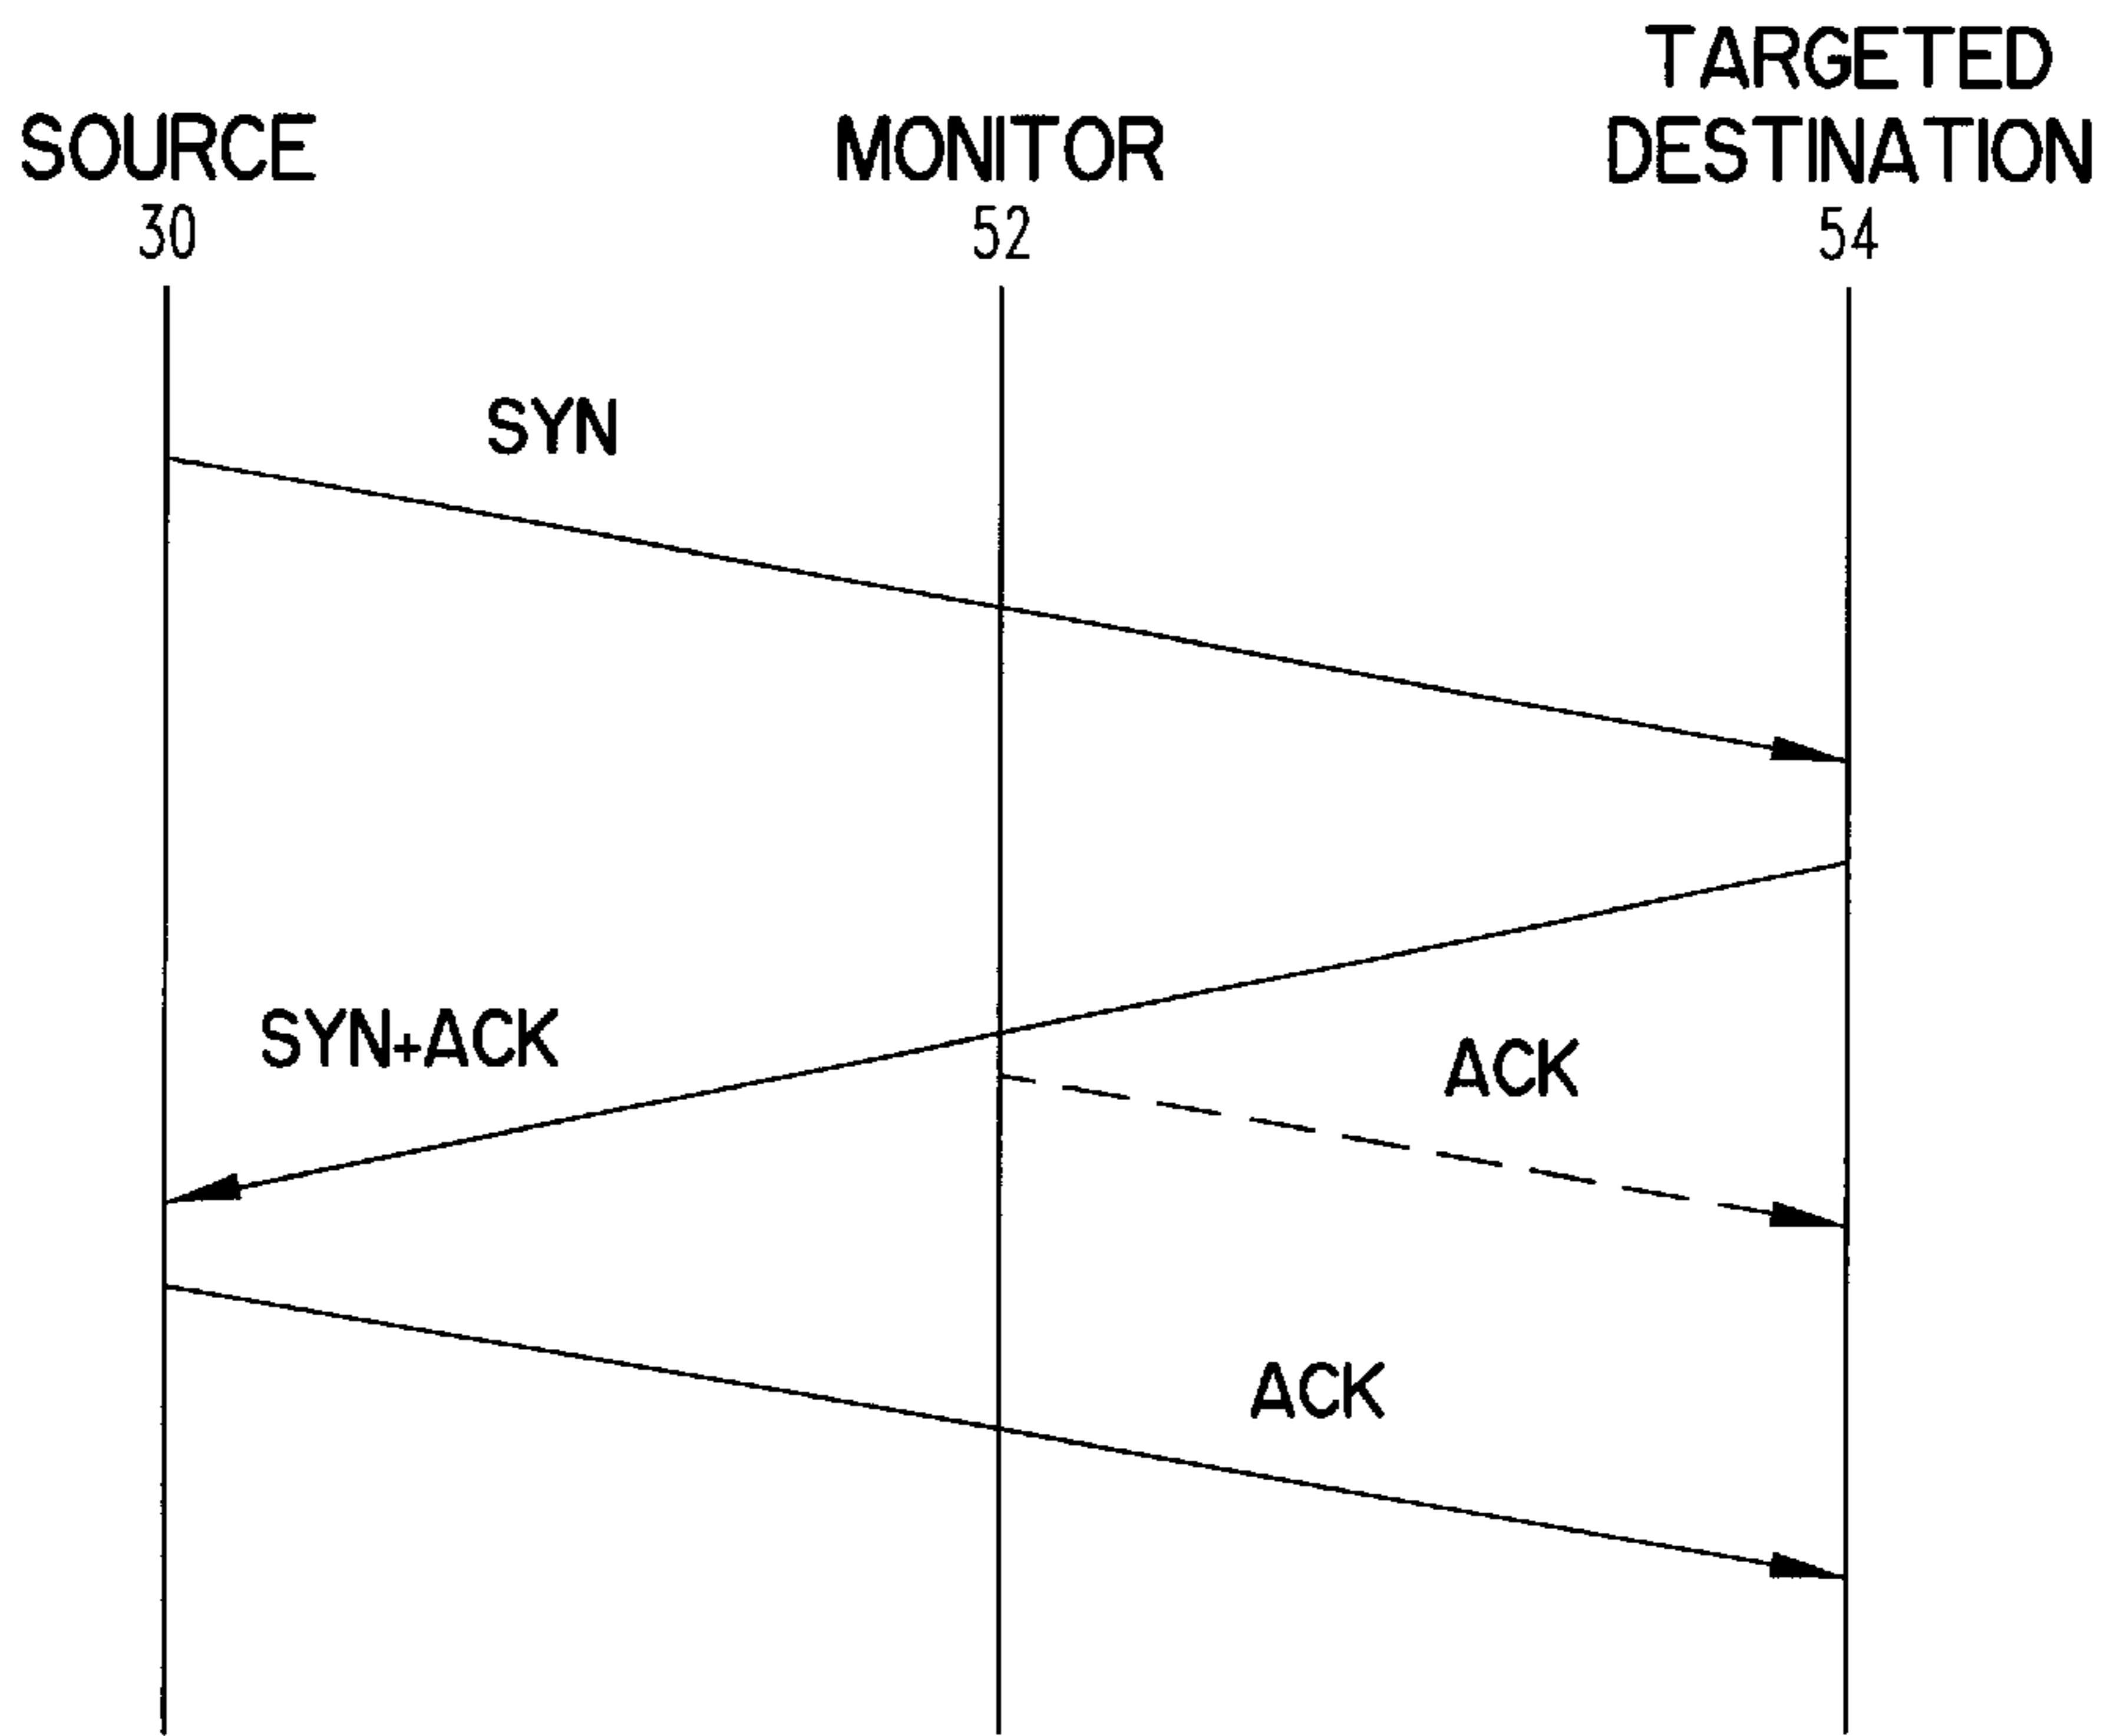 SOURCE
30
MONITOR
52
TARGETED
DESTINATION
54
SYN
SYN+ACK
ACK
ACK